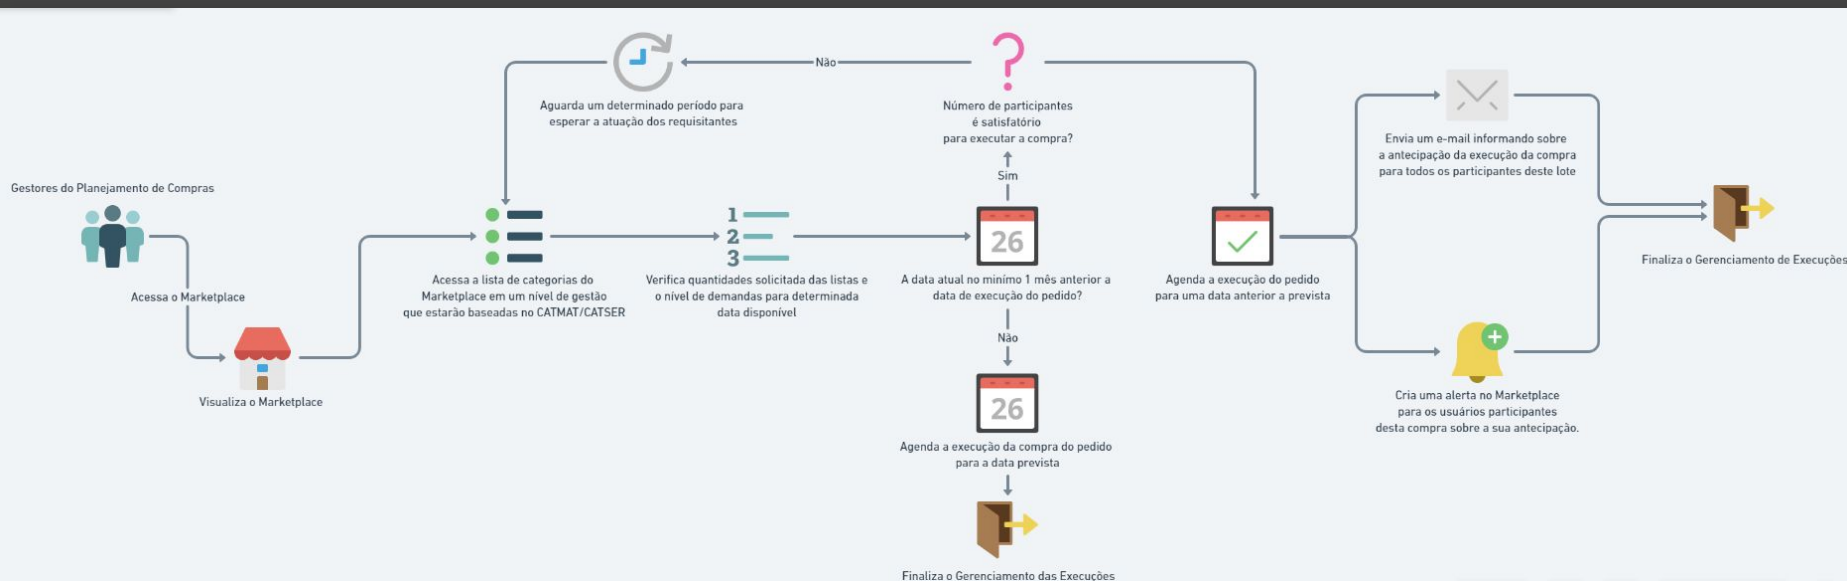 Gestores do Planejamento de Compras
Acessa o Marketplace
Visualiza o Marketplace
Aguarda um determinado período para
esperar a atuação dos requisitantes
Não
Número de participantes
é satisfatório
para executar a compra?
Sim
Acessa a lista de categorias do
Marketplace em um nível de gestão
que estarão baseadas no CATMAT/CATSER
1
2
3
Verifica quantidades solicitada das listas e
o nível de demandas para determinada
data disponível
26
A data atual no minímo 1 mês anterior a
data de execução do pedido?
Não
26
Agenda a execução da compra do pedido
para a data prevista
Finaliza o Gerenciamento das Execuções
Agenda a execução do pedido
para uma data anterior a prevista
Envia um e-mail informando sobre
a antecipação da execução da compra
para todos os participantes deste lote
Cria uma alerta no Marketplace
para os usuários participantes
desta compra sobre a sua antecipação.
Finaliza o Gerenciamento de Execuções